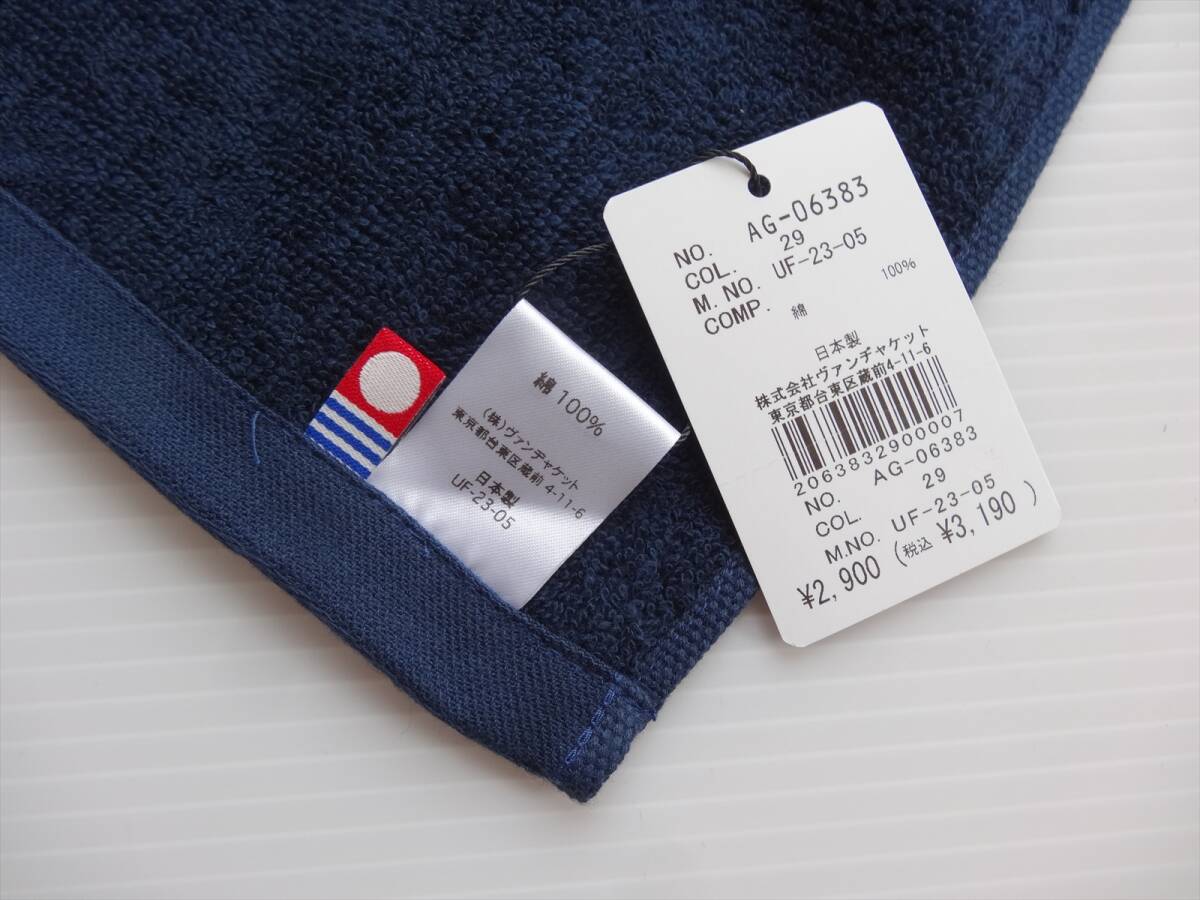 綿 100%
(株)ヴァンヂャケット
東京都台東区蔵前 4-11-6
日本製
UF-23-05
NO. AG-06383
COL. 29
M. NO. UF-23-05
COMP. 綿 100%
日本製
株式会社ヴァンヂャケット
東京都台東区蔵前4-11-6
2063832900007
NO. AG-06383
COL. 29
M.NO. UF-23-05
¥2,900 (税込 ¥3,190 )